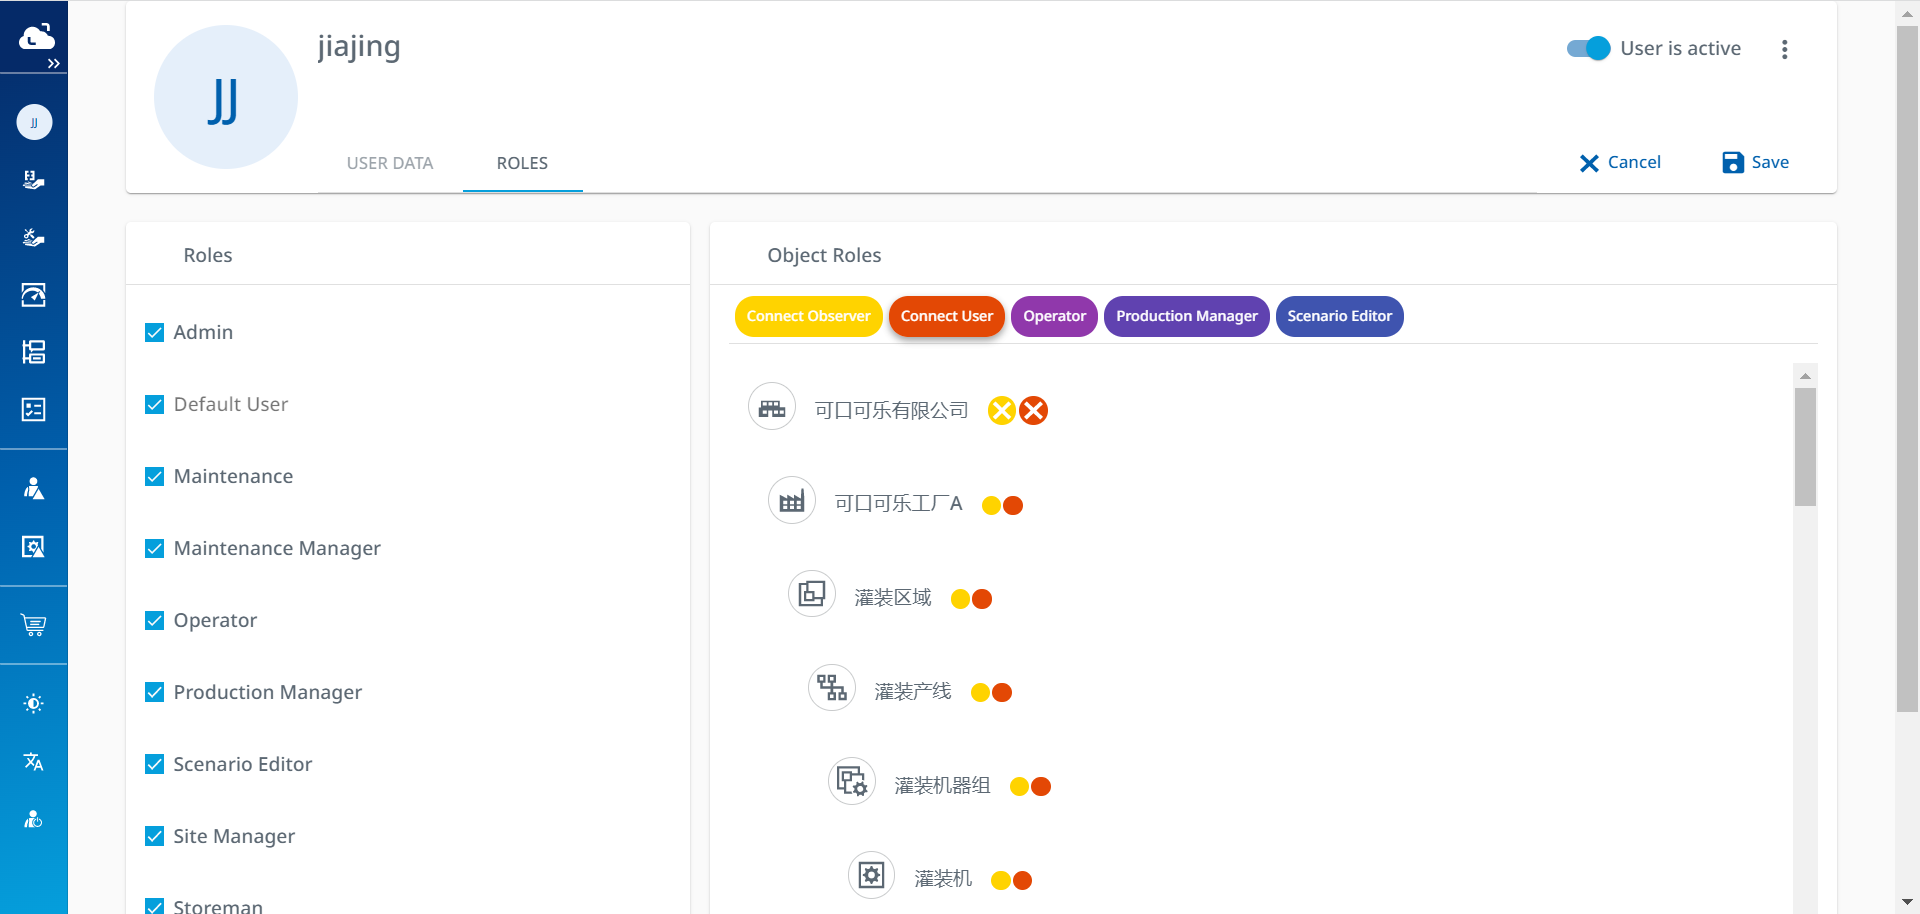 JJ
jiajing
User is active
JJ
USER DATA
ROLES
Cancel
Save
Roles
Object Roles
Admin
Default User
Maintenance
Maintenance Manager
Operator
Production Manager
Scenario Editor
Site Manager
Storeman
Connect Observer
Connect User
Operator
Production Manager
Scenario Editor
可口可乐有限公司
可口可乐工厂A
灌装区域
灌装产线
灌装机器组
灌装机